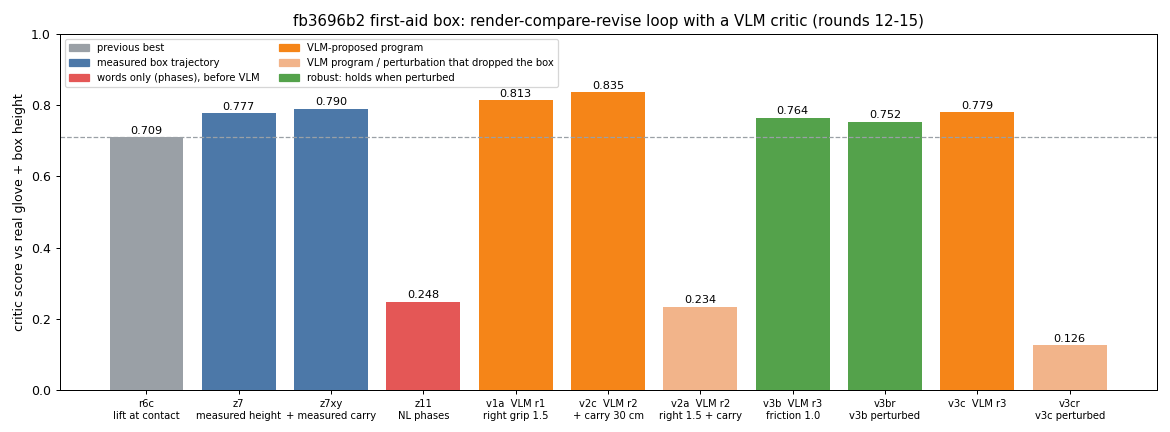 fb3696b2 first-aid box: render-compare-revise loop with a VLM critic (rounds 12-15)
critic score vs real glove + box height
1.0
0.8
0.6
0.4
0.2
0.0
previous best
measured box trajectory
words only (phases), before VLM
VLM-proposed program
VLM program / perturbation that dropped the box
robust: holds when perturbed
0.709
0.777
0.790
0.248
0.813
0.835
0.234
0.764
0.752
0.779
0.126
r6c
lift at contact
z7
measured height
z7xy
+ measured carry
z11
NL phases
v1a VLM r1
right grip 1.5
v2c VLM r2
+ carry 30 cm
v2a VLM r2
right 1.5 + carry
v3b VLM r3
friction 1.0
v3br
v3b perturbed
v3c VLM r3
v3cr
v3c perturbed